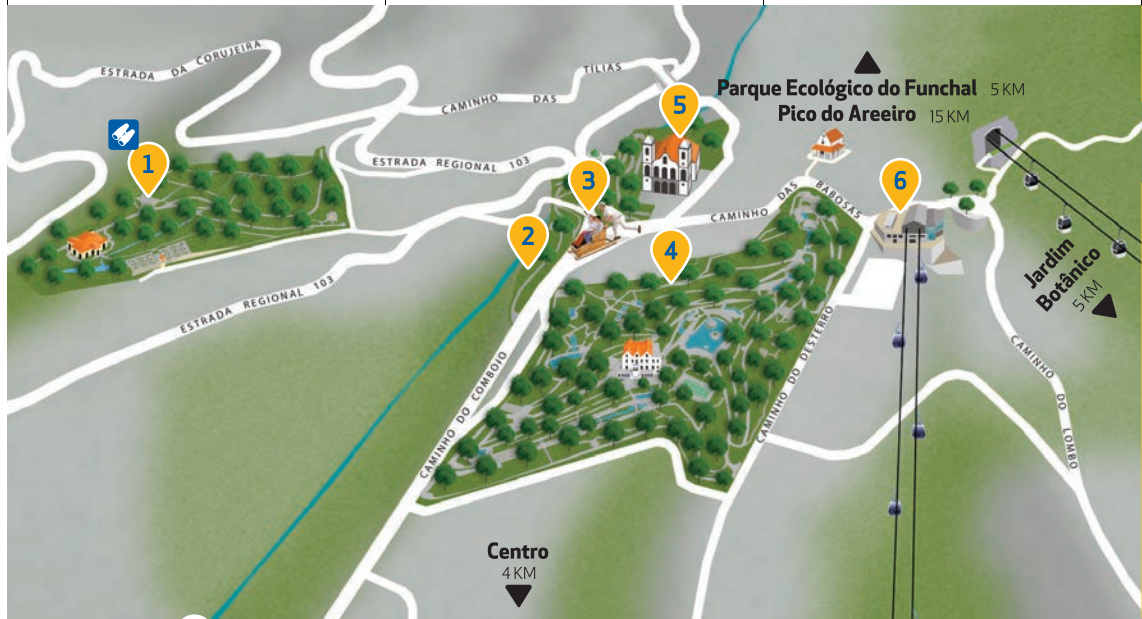 ESTRADA DA CORUJEIRA
CAMINHO DAS TÍLIAS
Parque Ecológico do Funchal 5 KM
Pico do Areeiro 15 KM
5
1
ESTRADA REGIONAL 103
3
6
CAMINHO DAS BABOSAS
2
4
Jardim
Botânico
5 KM
ESTRADA REGIONAL 103
CAMINHO DO COMBOIO
CAMINHO DO DESTERRO
CAMINHO DO LOMBO
Centro
4 KM